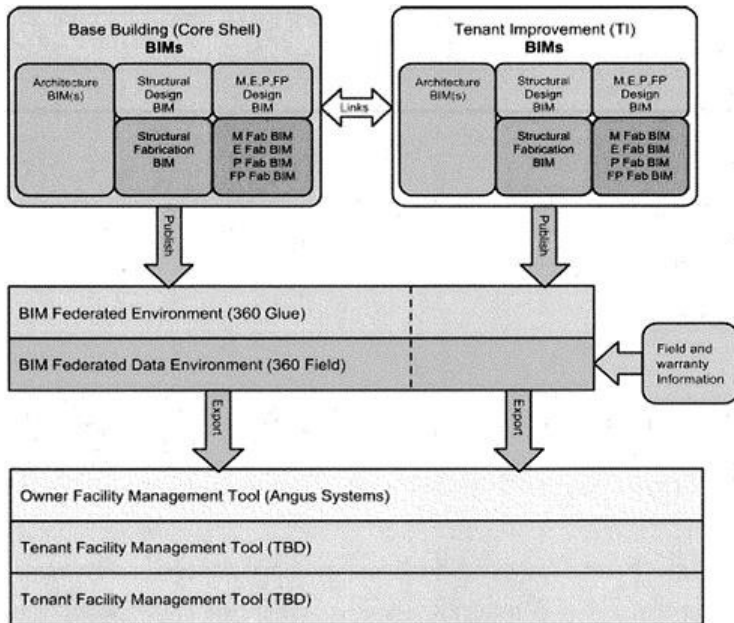 Base Building (Core Shell)
BIMs
Architecture
BIM(s)
Structural
Design
BIM
M,E,P,FP
Design
BIM
Structural
Fabrication
BIM
M Fab BIM
E Fab BIM
P Fab BIM
FP Fab BIM
Links
Tenant Improvement (TI)
BIMs
Architecture
BIM(s)
Structural
Design
BIM
M,E,P,FP
Design
BIM
Structural
Fabrication
BIM
M Fab BIM
E Fab BIM
P Fab BIM
FP Fab BIM
Publish
Publish
BIM Federated Environment (360 Glue)
BIM Federated Data Environment (360 Field)
Field and
warranty
Information
Export
Export
Owner Facility Management Tool (Angus Systems)
Tenant Facility Management Tool (TBD)
Tenant Facility Management Tool (TBD)